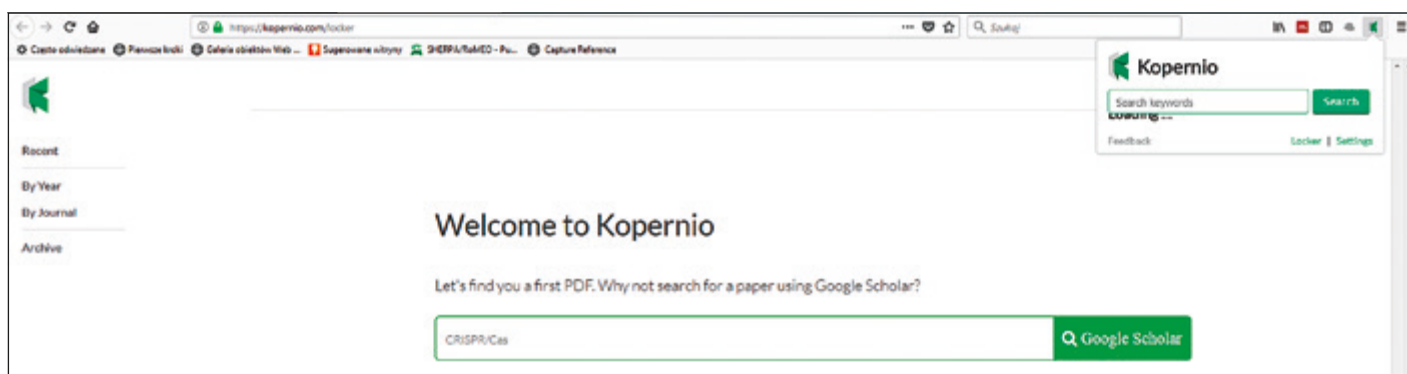 https://kopernio.com/locker
Szukaj
Często odwiedzane Pierwsze kroki Galeria obiektów Web ... Sugerowane witryny SHERPA/RoMEO - Pu... Capture Reference
Kopernio
Search keywords Search
Loading ...
Feedback Locker | Settings
Recent
By Year
By Journal
Archive
Welcome to Kopernio
Let's find you a first PDF. Why not search for a paper using Google Scholar?
CRISPR/Cas Google Scholar